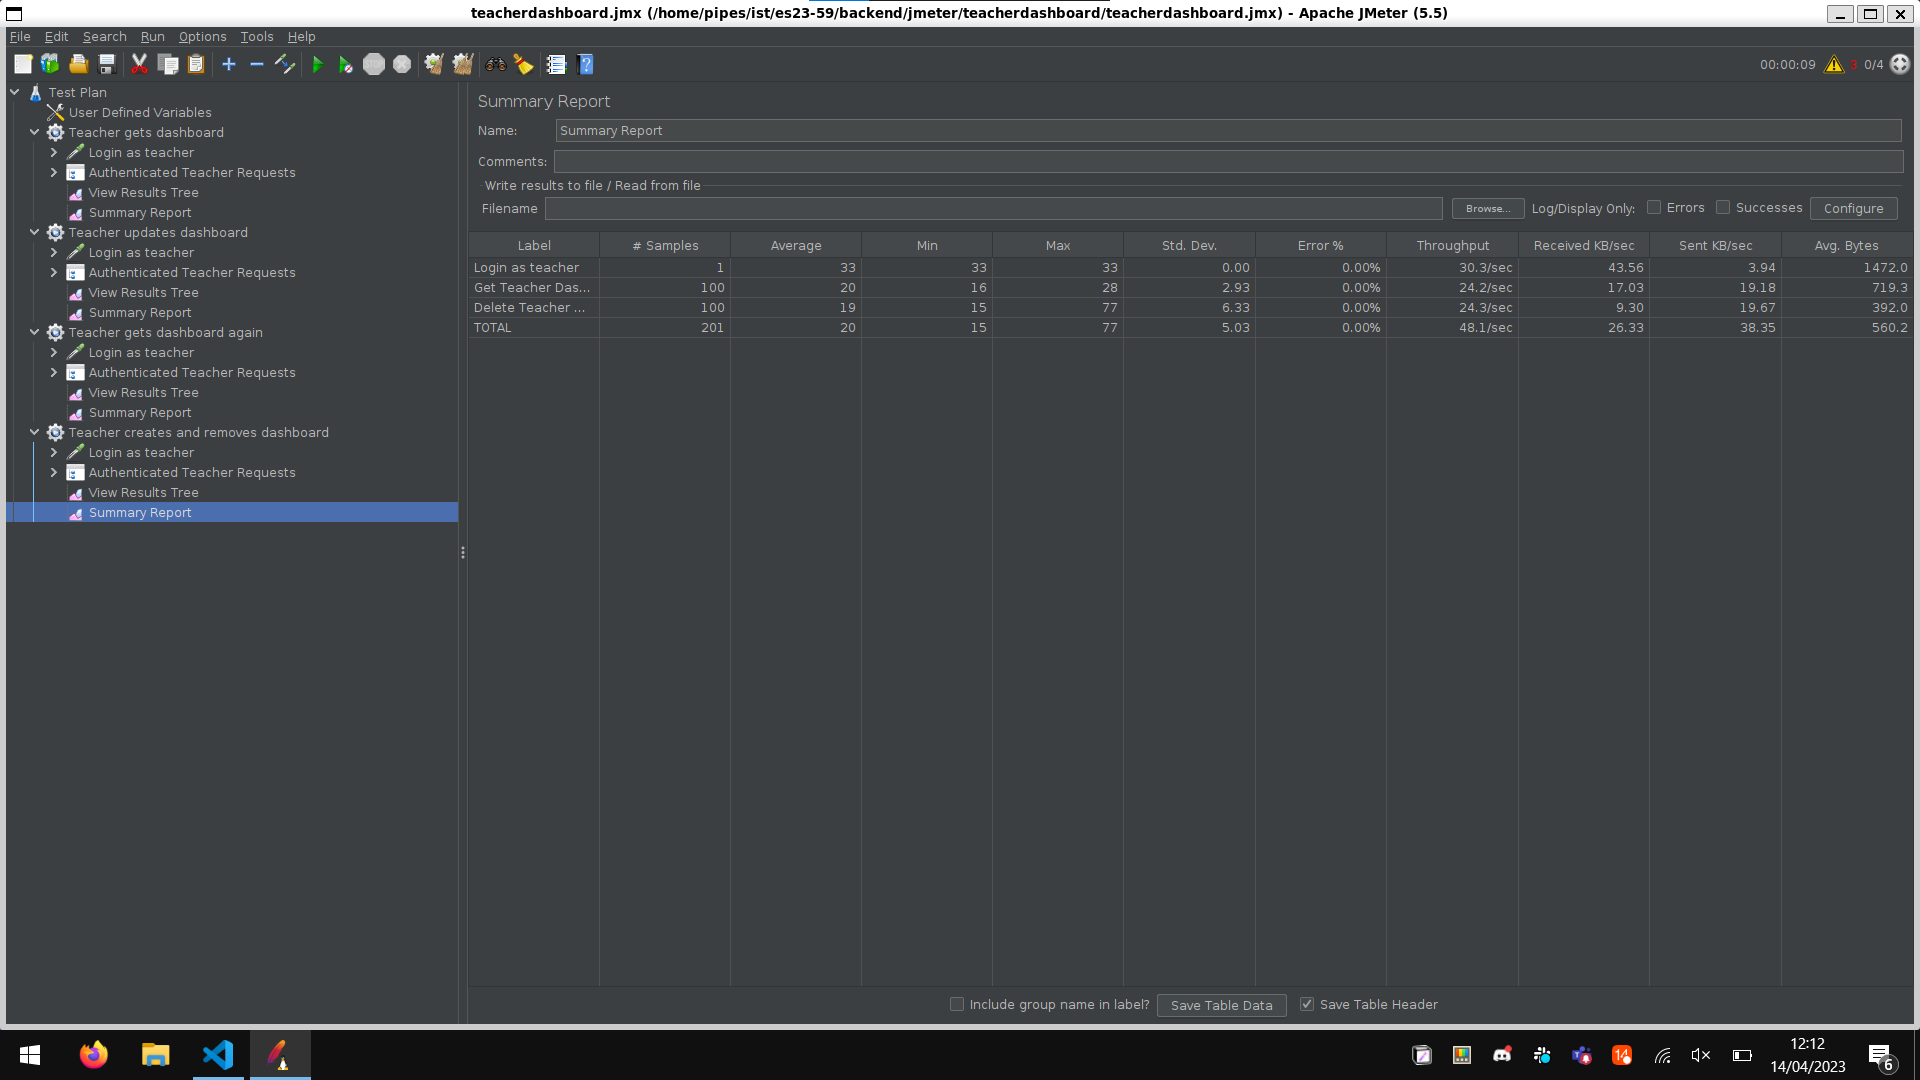 teacherdashboard.jmx (/home/pipes/ist/es23-59/backend/jmeter/teacherdashboard/teacherdashboard.jmx) - Apache JMeter (5.5)
File Edit Search Run Options Tools Help
00:00:09 3 0/4
Test Plan
User Defined Variables
Teacher gets dashboard
Login as teacher
Authenticated Teacher Requests
View Results Tree
Summary Report
Teacher updates dashboard
Login as teacher
Authenticated Teacher Requests
View Results Tree
Summary Report
Teacher gets dashboard again
Login as teacher
Authenticated Teacher Requests
View Results Tree
Summary Report
Teacher creates and removes dashboard
Login as teacher
Authenticated Teacher Requests
View Results Tree
Summary Report
Summary Report
Name: Summary Report
Comments:
Write results to file / Read from file
Filename Browse... Log/Display Only: Errors Successes Configure
Label # Samples Average Min Max Std. Dev. Error % Throughput Received KB/sec Sent KB/sec Avg. Bytes
Login as teacher 1 33 33 33 0.00 0.00% 30.3/sec 43.56 3.94 1472.0
Get Teacher Das... 100 20 16 28 2.93 0.00% 24.2/sec 17.03 19.18 719.3
Delete Teacher ... 100 19 15 77 6.33 0.00% 24.3/sec 9.30 19.67 392.0
TOTAL 201 20 15 77 5.03 0.00% 48.1/sec 26.33 38.35 560.2
Include group name in label? Save Table Data Save Table Header
14
12:12
14/04/2023
6